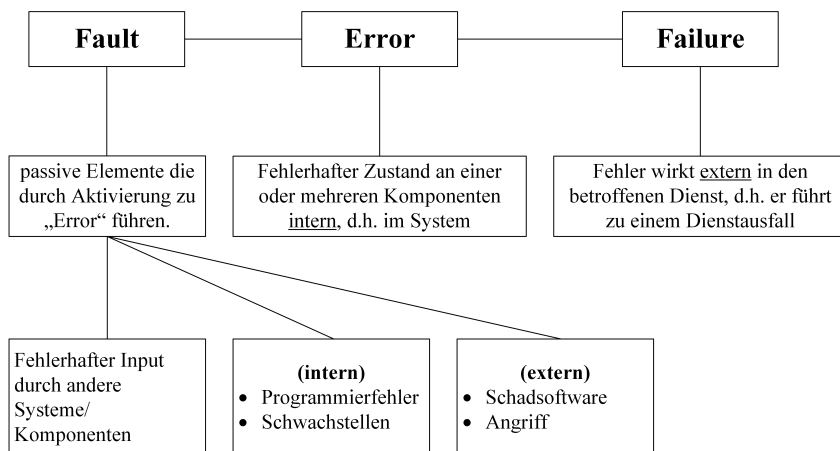 Fault
Error
Failure
passive Elemente die
durch Aktivierung zu
„Error“ führen.
Fehlerhafter Zustand an einer
oder mehreren Komponenten
intern, d.h. im System
Fehler wirkt extern in den
betroffenen Dienst, d.h. er führt
zu einem Dienstausfall
Fehlerhafter Input
durch andere
Systeme/
Komponenten
(intern)
• Programmierfehler
• Schwachstellen
(extern)
• Schadsoftware
• Angriff